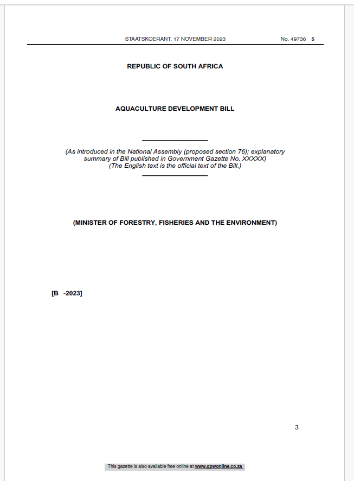 STAATSKOERANT, 17 NOVEMBER 2023 No. 49736 5
REPUBLIC OF SOUTH AFRICA
AQUACULTURE DEVELOPMENT BILL
(As introduced in the National Assembly (proposed section 76); explanatory
summary of Bill published in Government Gazette No. XXXXX)
(The English text is the official text of the Bill.)
(MINISTER OF FORESTRY, FISHERIES AND THE ENVIRONMENT)
[B -2023]
3
This gazette is also available free online at www.gpwonline.co.za